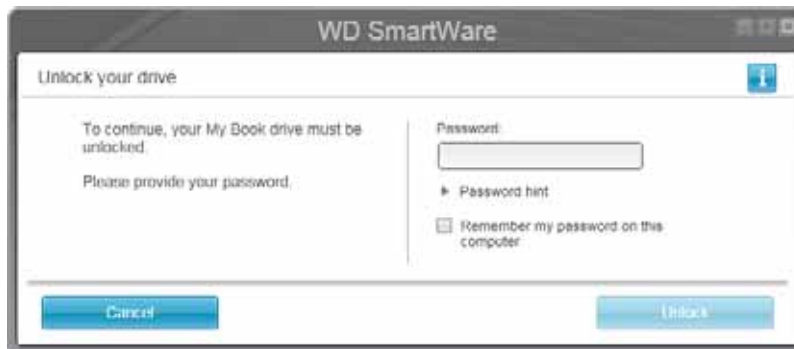 WD SmartWare
Unlock your drive
To continue, your My Book drive must be
unlocked.
Please provide your password.
Password:
Password hint
Remember my password on this
computer
Cancel
Unlock